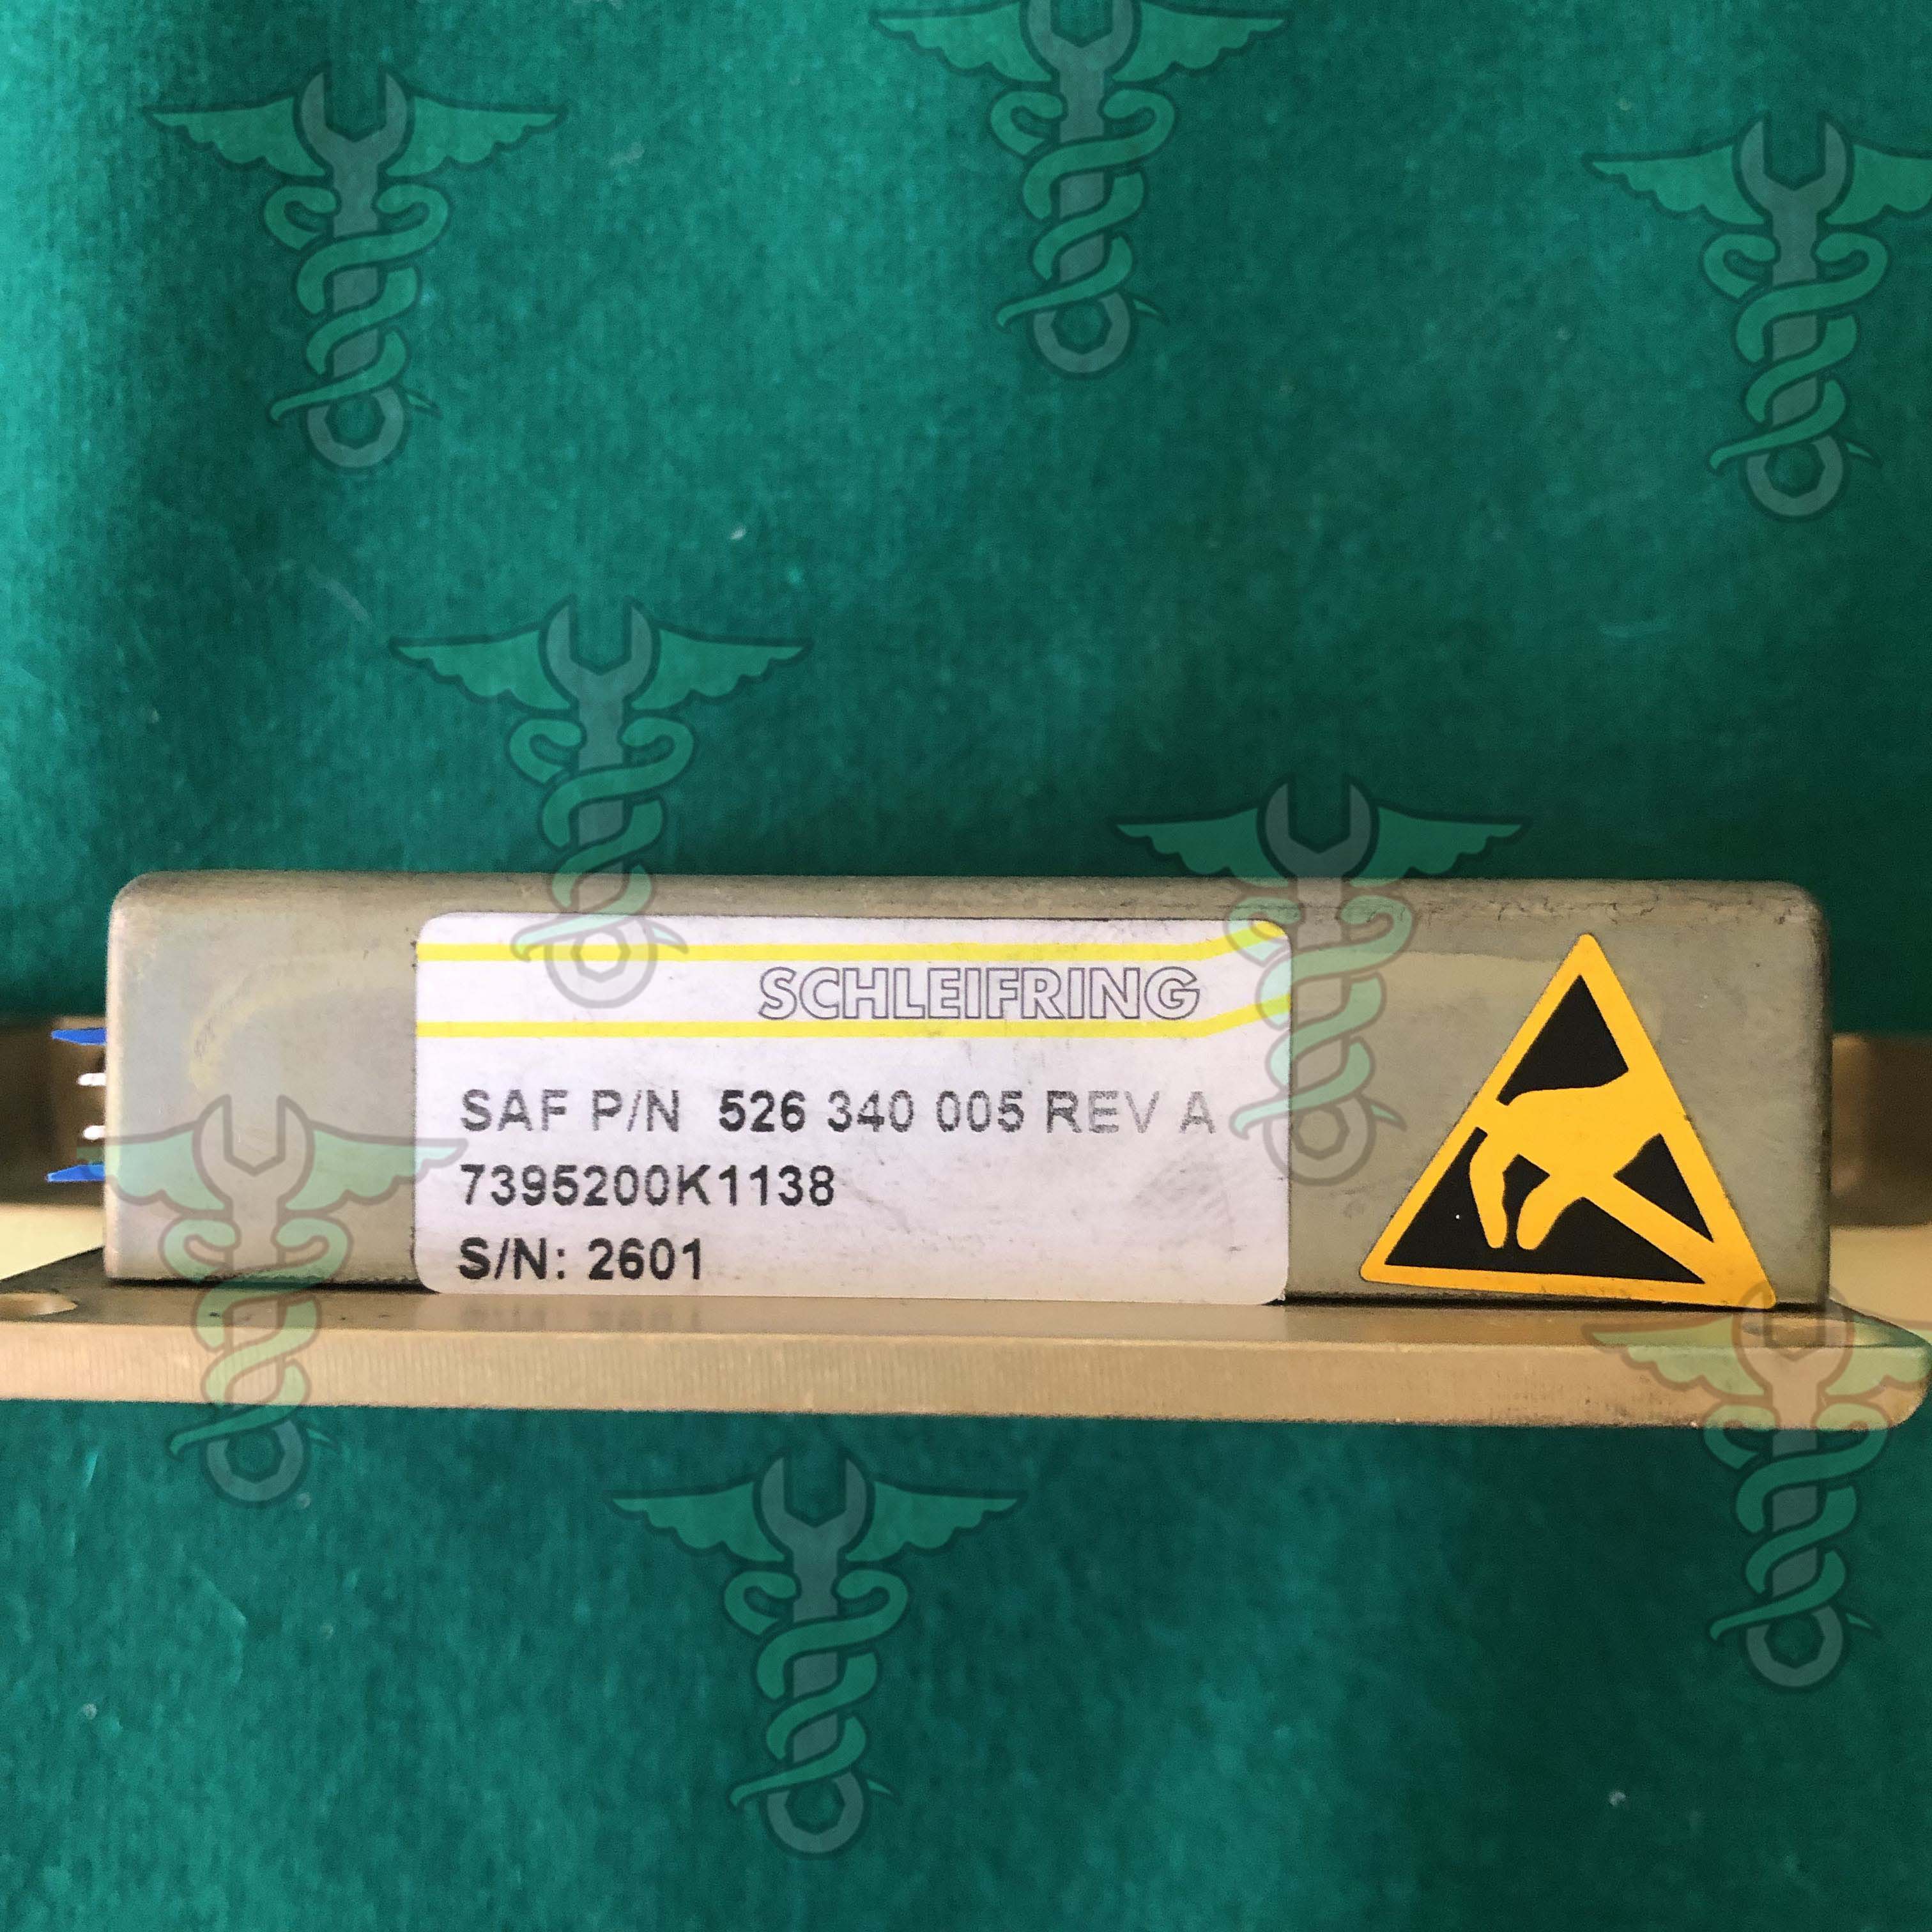 SCHLEIFRING
SAF P/N 526 340 005 REV A
7395200K1138
S/N: 2601